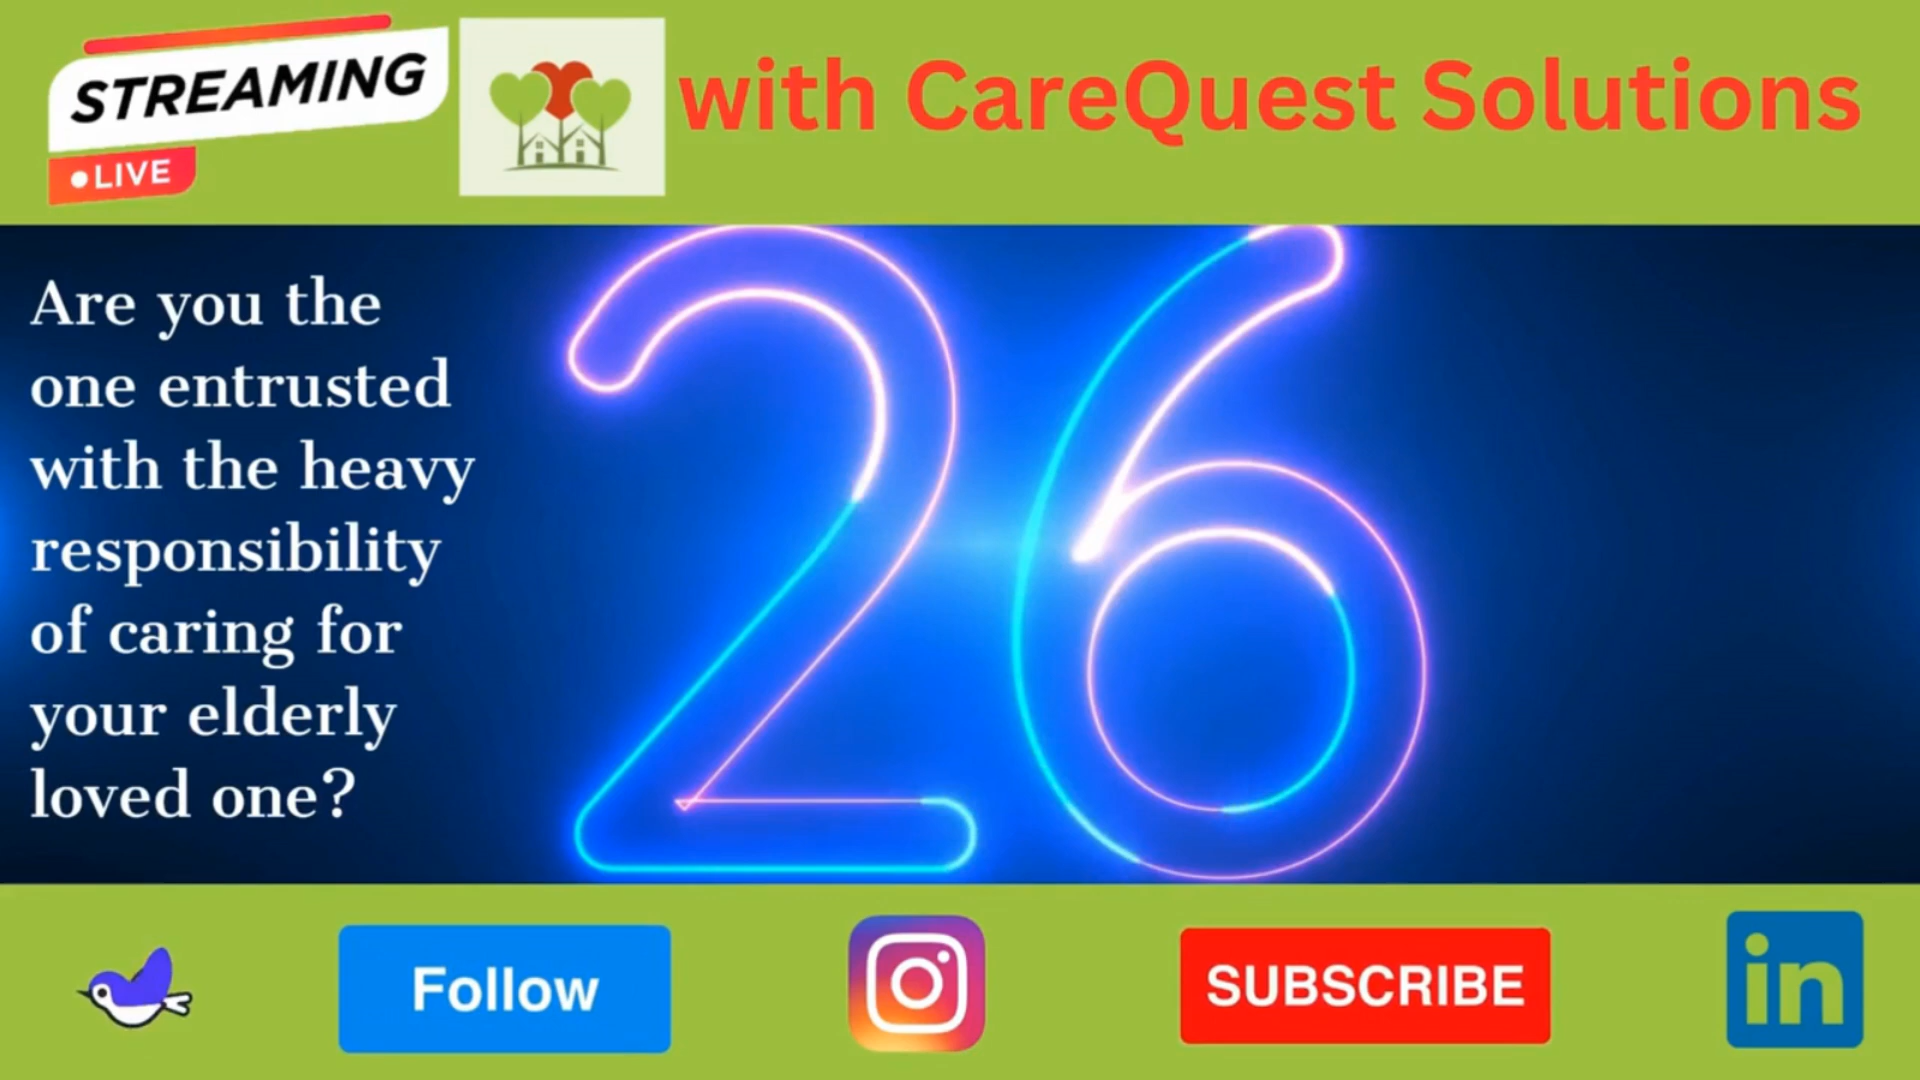 STREAMING
LIVE
with CareQuest Solutions
Are you the
one entrusted
with the heavy
responsibility
of caring for
your elderly
loved one?
26
Follow
SUBSCRIBE
in